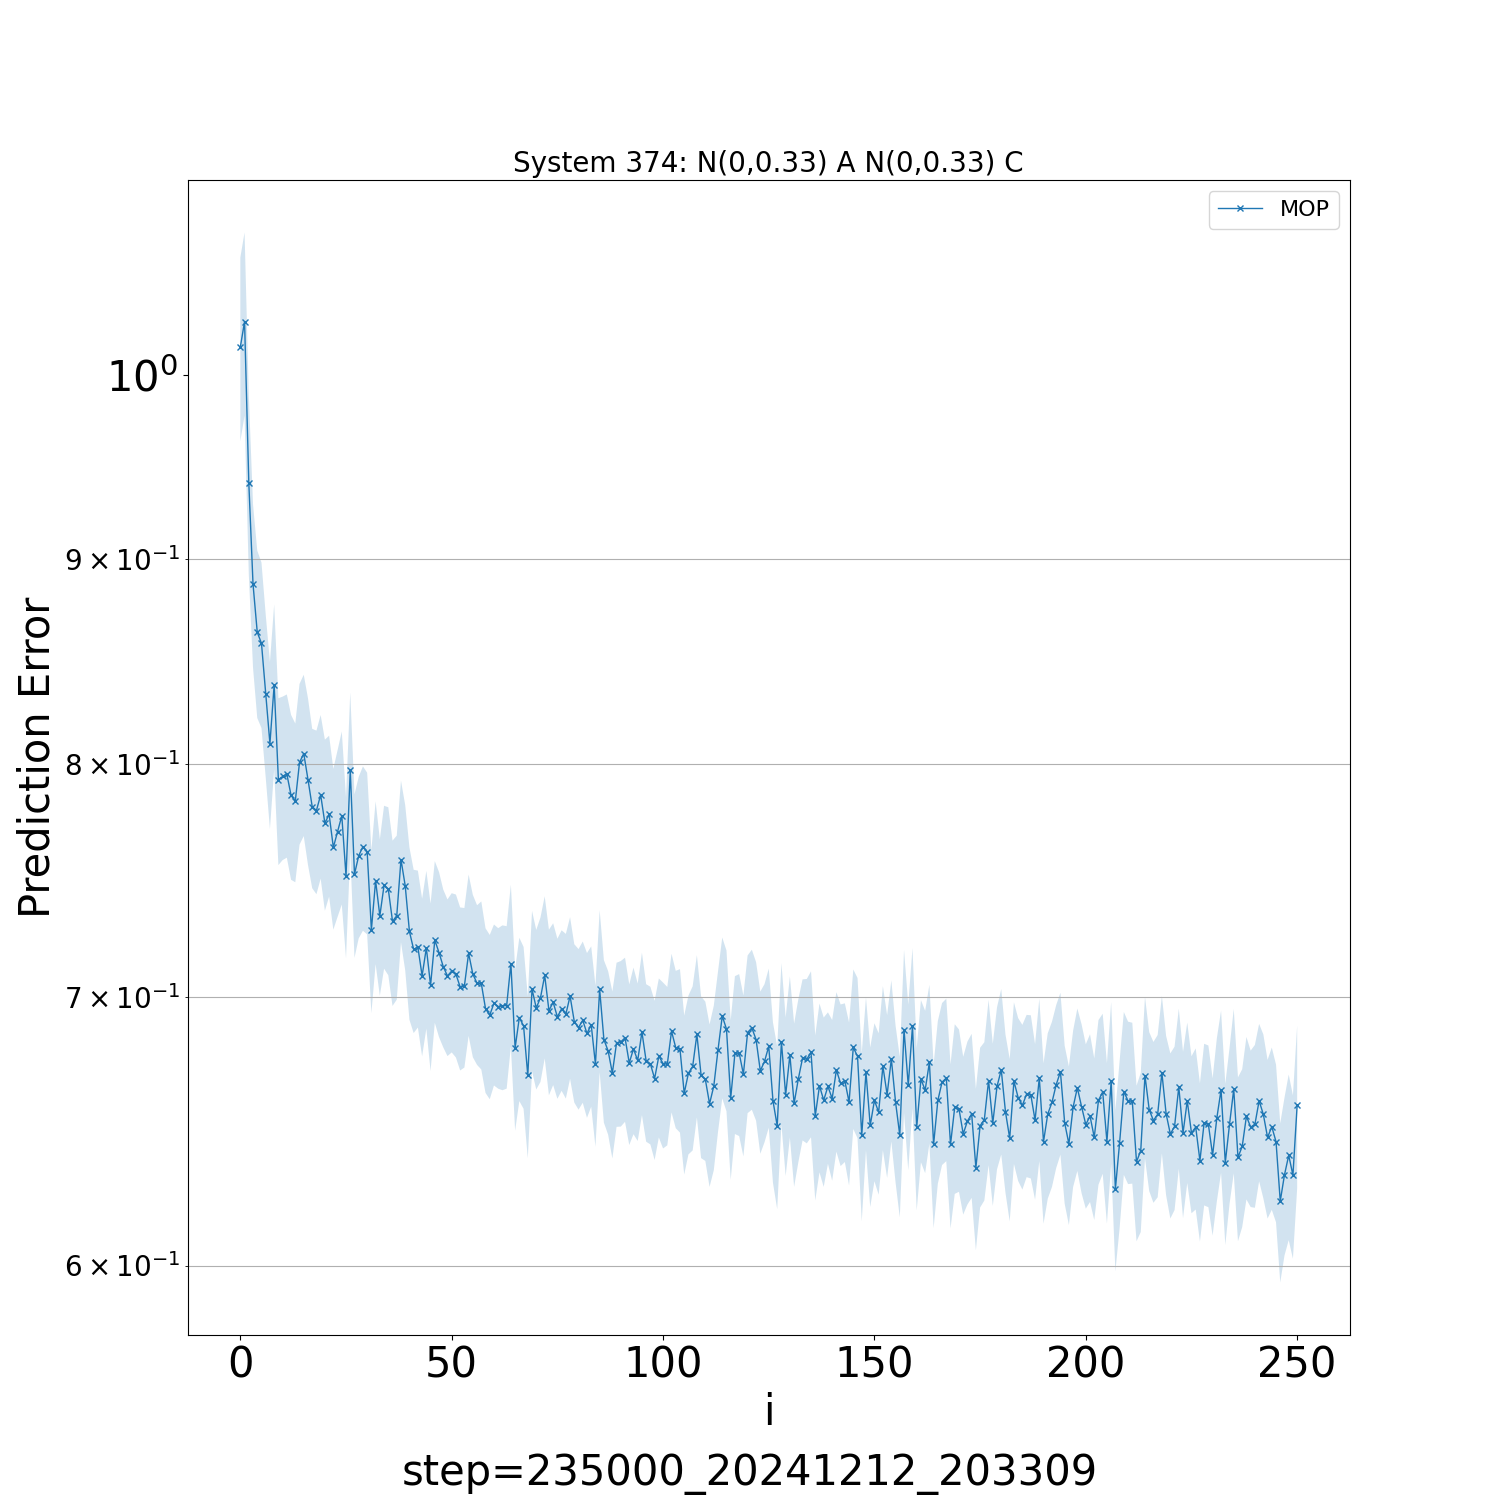 System 374: N(0,0.33) A N(0,0.33) C
MOP
Prediction Error
10⁰
9 × 10⁻¹
8 × 10⁻¹
7 × 10⁻¹
6 × 10⁻¹
0 50 100 150 200 250
i
step=235000_20241212_203309